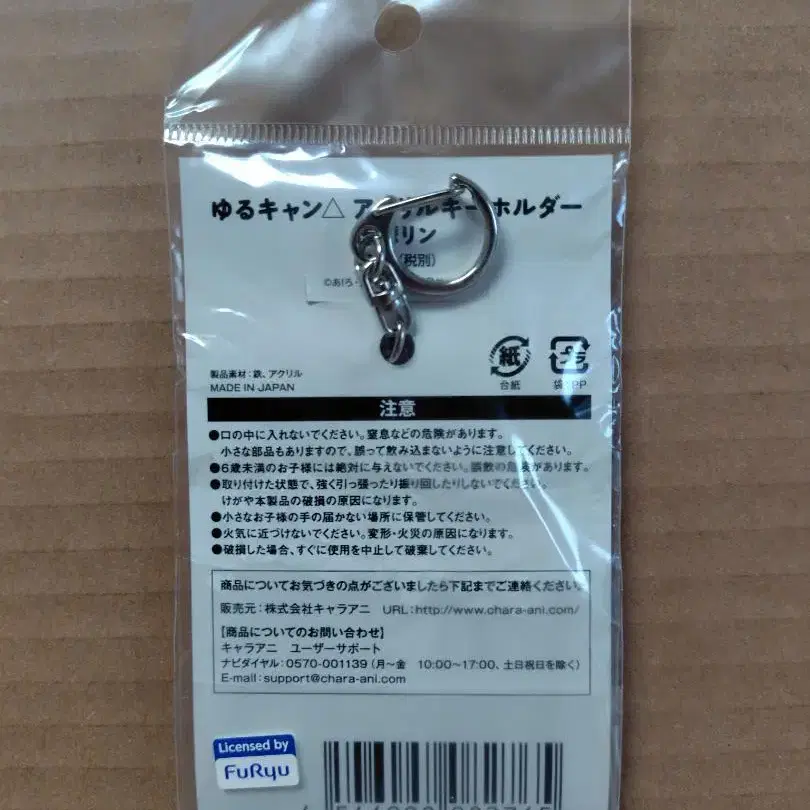 ゆるキャン△ ア リルキーホルダー
リン
(税別)
©あfろ・
紙
台紙
プラ
袋:PP
製品素材:鉄、アクリル
MADE IN JAPAN
注意
●口の中に入れないでください。窒息などの危険があります。
小さな部品もありますので、誤って飲み込まないように注意してください。
●6歳未満のお子様には絶対に与えないでください。誤飲の危険があります。
●取り付けた状態で、強く引っ張ったり振り回したりしないでください。
けがや本製品の破損の原因になります。
●小さなお子様の手の届かない場所に保管してください。
●火気に近づけないでください。変形・火災の原因になります。
●破損した場合、すぐに使用を中止して破棄してください。
商品についてお気づきの点がございましたら下記までご連絡ください。
販売元:株式会社キャラアニ URL:http://www.chara-ani.com/
【商品についてのお問い合わせ】
キャラアニ ユーザーサポート
ナビダイヤル:0570-001139(月~金 10:00~17:00、土日祝日を除く)
E-mail:support@chara-ani.com
Licensed by
FuRyu